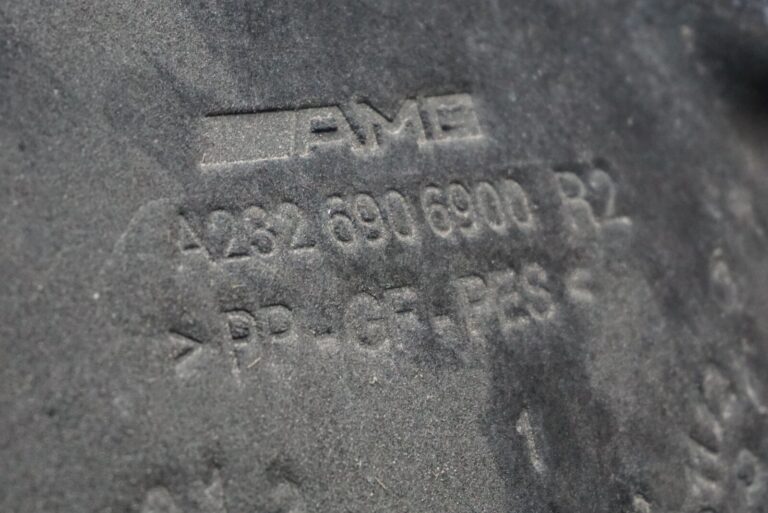 AMG
A232 690 6900 R2
>PP-GF-PES<
1